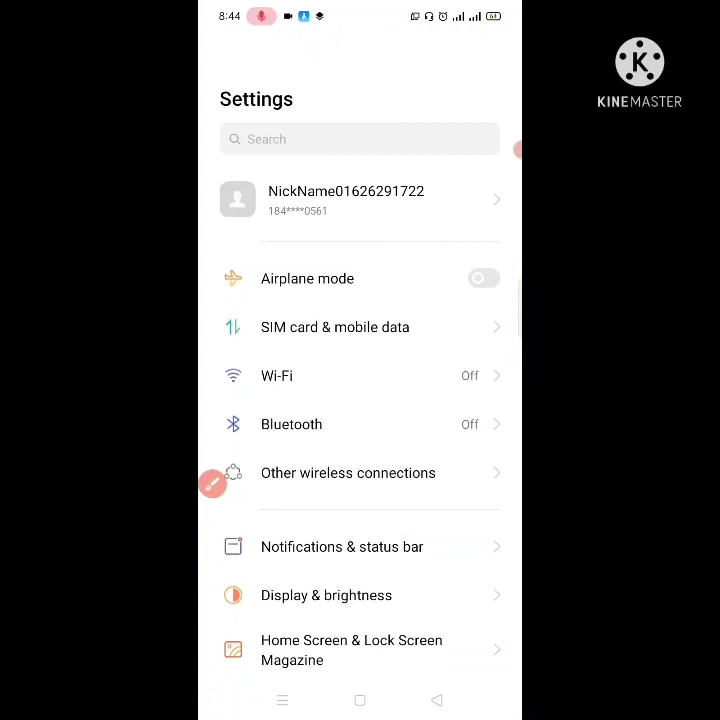 8:44
64
K
KINEMASTER
Settings
Search
NickName01626291722
184****0561
Airplane mode
SIM card & mobile data
Wi-Fi Off
Bluetooth Off
Other wireless connections
Notifications & status bar
Display & brightness
Home Screen & Lock Screen
Magazine